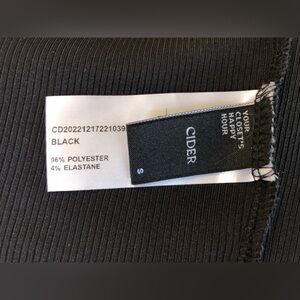 CD20221217221039
BLACK
96% POLYESTER
4% ELASTANE
CIDER
YOUR
CLOSET'S
HAPPY
HOUR
S